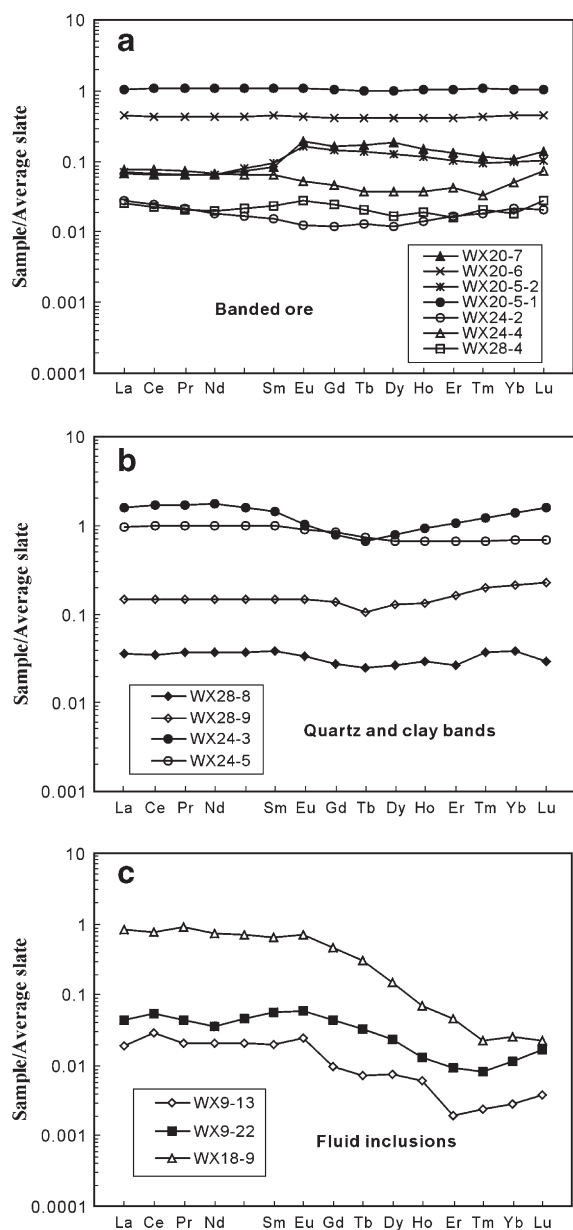 a
Sample/Average slate
10
1
0.1
0.01
0.001
0.0001
WX20-7
WX20-6
WX20-5-2
WX20-5-1
WX24-2
WX24-4
WX28-4
Banded ore
La Ce Pr Nd Sm Eu Gd Tb Dy Ho Er Tm Yb Lu
b
Sample/Average slate
10
1
0.1
0.01
0.001
WX28-8
WX28-9
WX24-3
WX24-5
Quartz and clay bands
La Ce Pr Nd Sm Eu Gd Tb Dy Ho Er Tm Yb Lu
c
Sample/Average slate
10
1
0.1
0.01
0.001
0.0001
WX9-13
WX9-22
WX18-9
Fluid inclusions
La Ce Pr Nd Sm Eu Gd Tb Dy Ho Er Tm Yb Lu